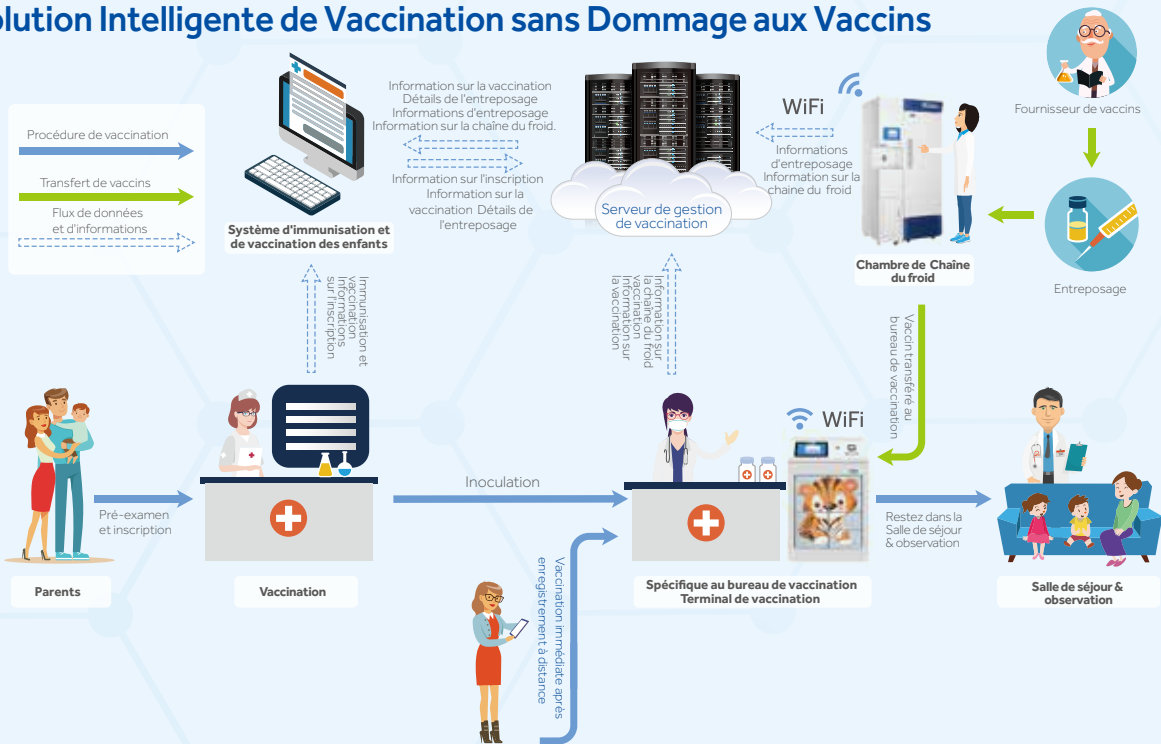 olution Intelligente de Vaccination sans Dommage aux Vaccins
Procédure de vaccination
Transfert de vaccins
Flux de données
et d'informations
Système d'immunisation et
de vaccination des enfants
Information sur la vaccination
Détails de l'entreposage
Informations d'entreposage
Information sur la chaîne du froid.
Information sur l'inscription
Information sur la
vaccination Détails de
l'entreposage
Serveur de gestion
de vaccination
WiFi
Informations
d'entreposage
Information sur la
chaine du froid
Chambre de Chaîne
du froid
Fournisseur de vaccins
Entreposage
Immunisation et
vaccination
Informations
sur l'inscription
Information sur
la chaîne du froid
vaccination
Information sur
la vaccination
Vaccin transféré au
bureau de vaccination
WiFi
Pré-examen
et inscription
Inoculation
Restez dans la
Salle de séjour
& observation
Parents
Vaccination
Vaccination immédiate après
enregistrement à distance
Spécifique au bureau de vaccination
Terminal de vaccination
Salle de séjour &
observation